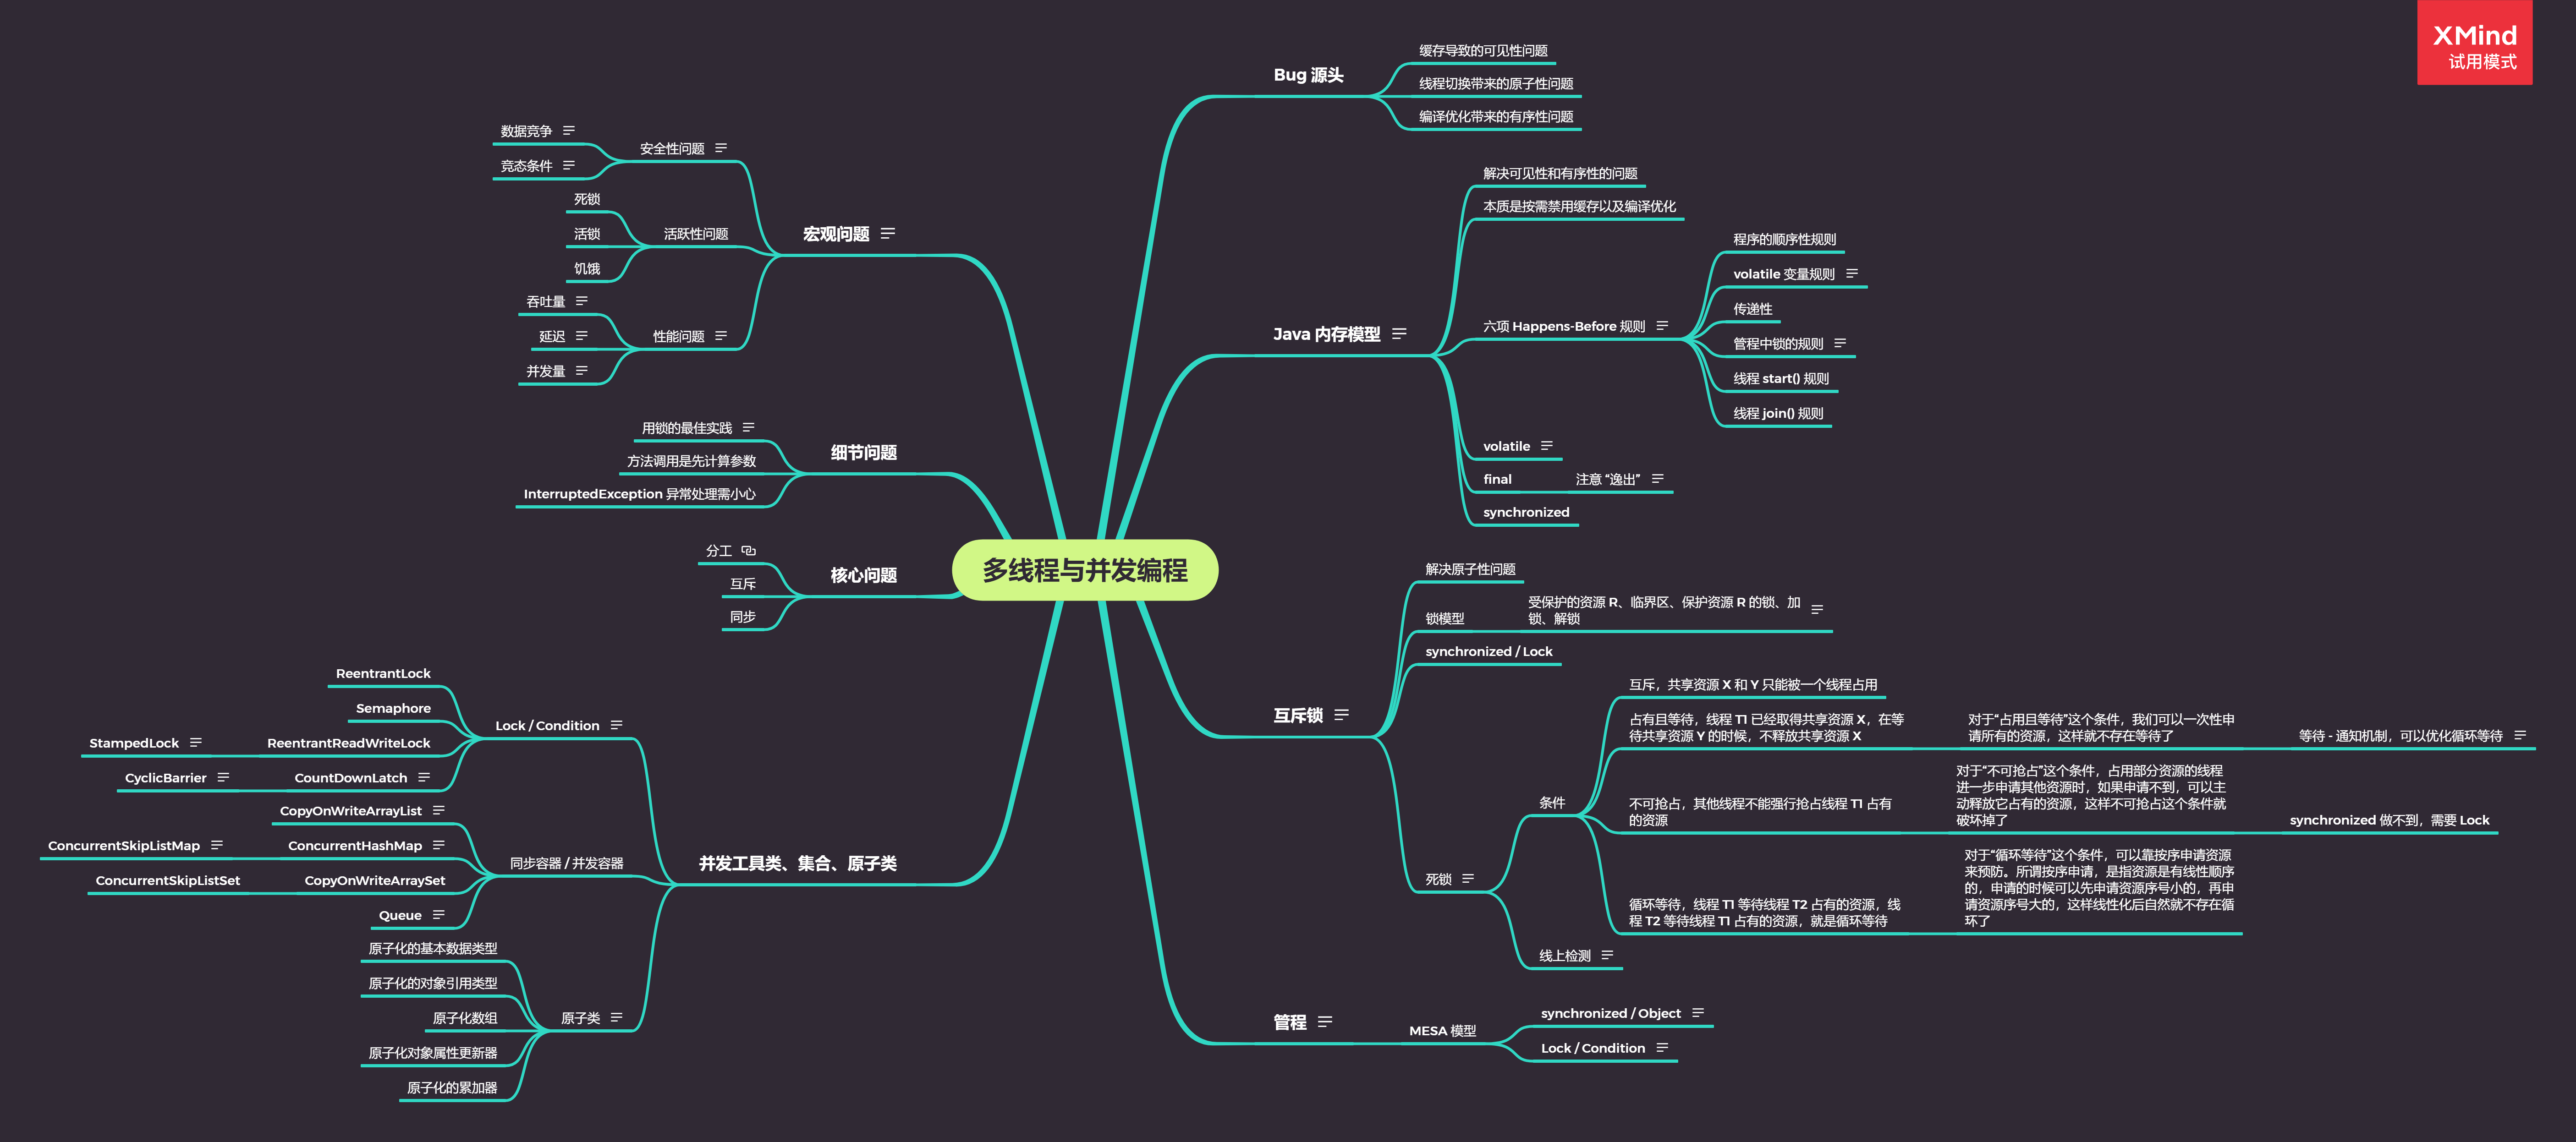 XMind
试用模式
多线程与并发编程
Bug 源头
缓存导致的可见性问题
线程切换带来的原子性问题
编译优化带来的有序性问题
Java 内存模型
解决可见性和有序性的问题
本质是按需禁用缓存以及编译优化
六项 Happens-Before 规则
程序的顺序性规则
volatile 变量规则
传递性
管程中锁的规则
线程 start() 规则
线程 join() 规则
volatile
final
注意 “逸出”
synchronized
互斥锁
解决原子性问题
锁模型
受保护的资源 R、临界区、保护资源 R 的锁、加
锁、解锁
synchronized / Lock
死锁
条件
互斥，共享资源 X 和 Y 只能被一个线程占用
占有且等待，线程 T1 已经取得共享资源 X，在等
待共享资源 Y 的时候，不释放共享资源 X
对于“占用且等待”这个条件，我们可以一次性申
请所有的资源，这样就不存在等待了
等待 - 通知机制，可以优化循环等待
不可抢占，其他线程不能强行抢占线程 T1 占有
的资源
对于“不可抢占”这个条件，占用部分资源的线程
进一步申请其他资源时，如果申请不到，可以主
动释放它占有的资源，这样不可抢占这个条件就
破坏掉了
synchronized 做不到，需要 Lock
循环等待，线程 T1 等待线程 T2 占有的资源，线
程 T2 等待线程 T1 占有的资源，就是循环等待
对于“循环等待”这个条件，可以靠按序申请资源
来预防。所谓按序申请，是指资源是有线性顺序
的，申请的时候可以先申请资源序号小的，再申
请资源序号大的，这样线性化后自然就不存在循
环了
线上检测
管程
MESA 模型
synchronized / Object
Lock / Condition
宏观问题
安全性问题
数据竞争
竞态条件
活跃性问题
死锁
活锁
饥饿
性能问题
吞吐量
延迟
并发量
细节问题
用锁的最佳实践
方法调用是先计算参数
InterruptedException 异常处理需小心
核心问题
分工
互斥
同步
并发工具类、集合、原子类
Lock / Condition
ReentrantLock
Semaphore
ReentrantReadWriteLock
StampedLock
CountDownLatch
CyclicBarrier
同步容器 / 并发容器
CopyOnWriteArrayList
ConcurrentHashMap
ConcurrentSkipListMap
CopyOnWriteArraySet
ConcurrentSkipListSet
Queue
原子类
原子化的基本数据类型
原子化的对象引用类型
原子化数组
原子化对象属性更新器
原子化的累加器